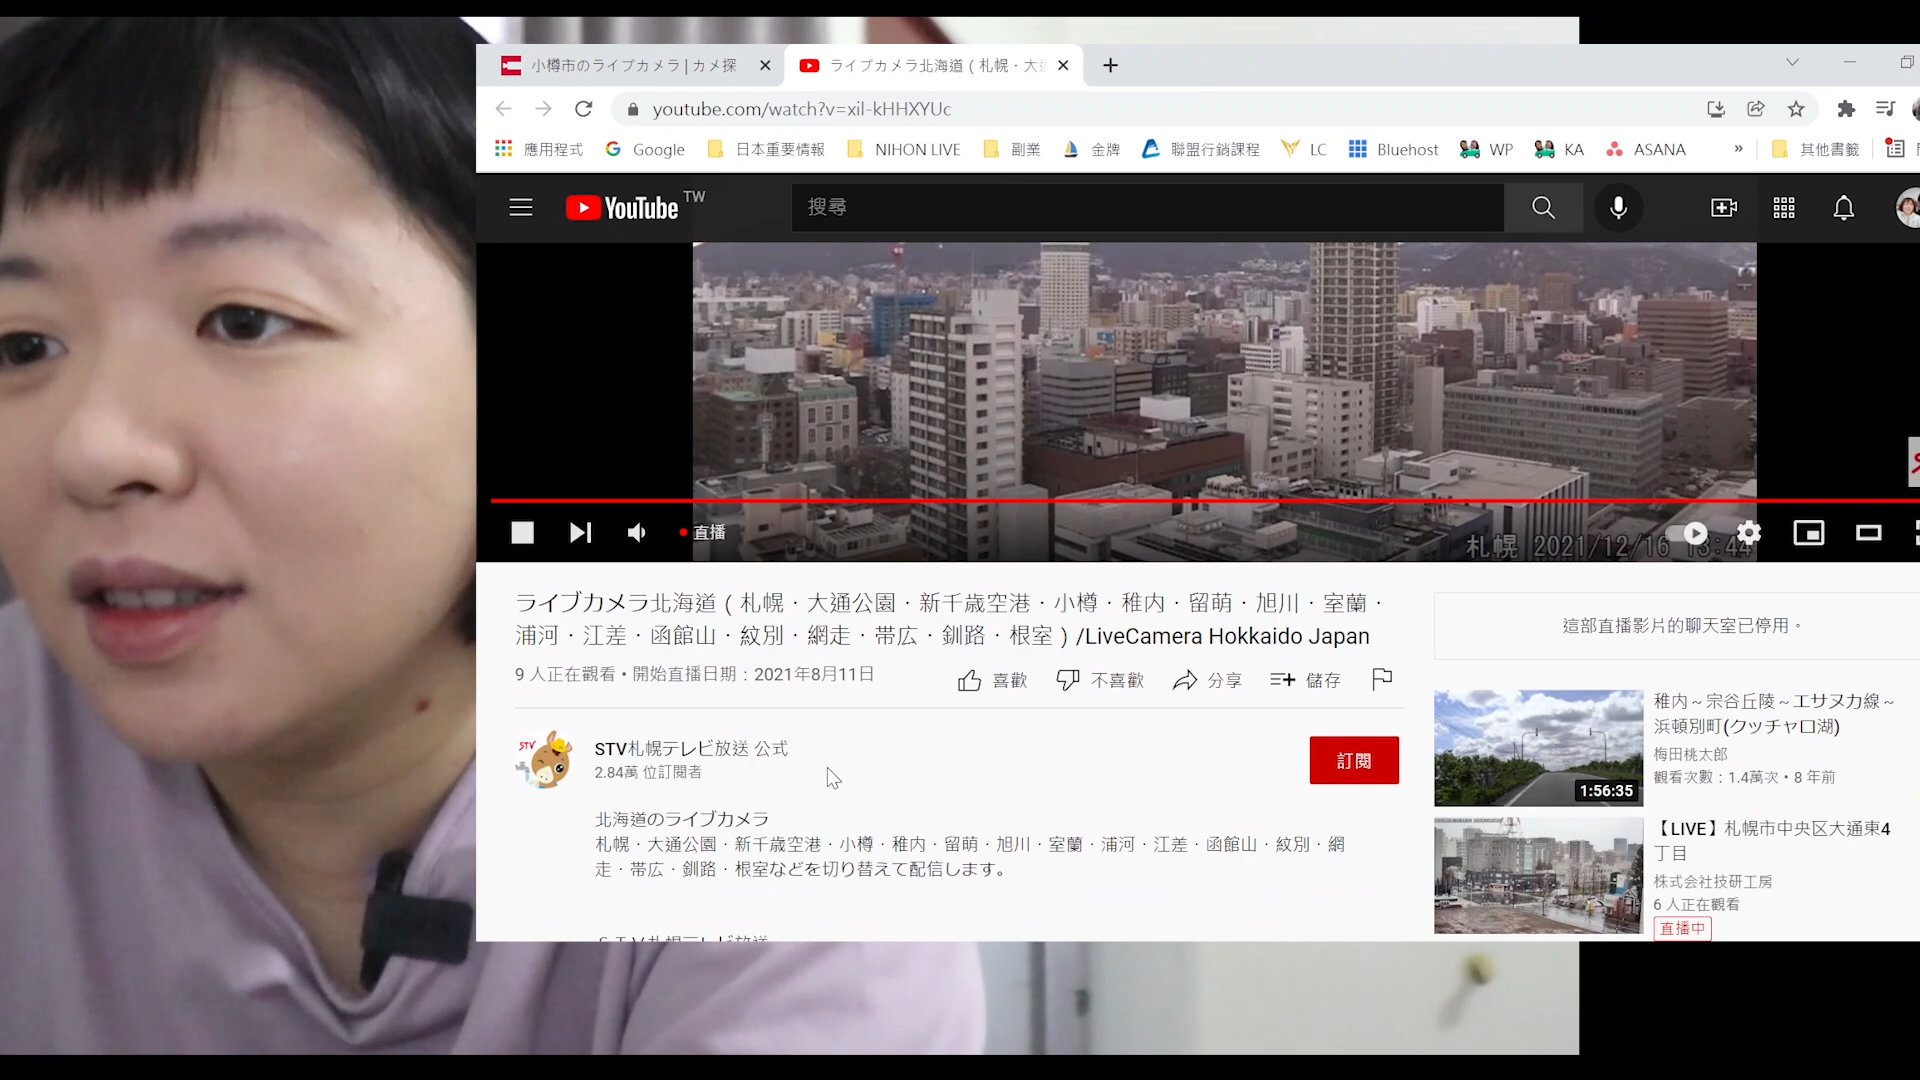 小樽市のライブカメラ | カメ探
ライブカメラ北海道（札幌・大通
youtube.com/watch?v=xil-kHHXYUc
應用程式
Google
日本重要情報
NIHON LIVE
副業
金牌
聯盟行銷課程
LC
Bluehost
WP
KA
ASANA
»
其他書籤
YouTube TW
搜尋
直播
札幌 2021/12/16 13:44
ライブカメラ北海道（札幌・大通公園・新千歳空港・小樽・稚内・留萌・旭川・室蘭・
浦河・江差・函館山・紋別・網走・帯広・釧路・根室）/LiveCamera Hokkaido Japan
9 人正在觀看 • 開始直播日期：2021年8月11日
喜歡
不喜歡
分享
儲存
STV
STV札幌テレビ放送 公式
2.84萬 位訂閱者
訂閱
北海道のライブカメラ
札幌・大通公園・新千歳空港・小樽・稚内・留萌・旭川・室蘭・浦河・江差・函館山・紋別・網
走・帯広・釧路・根室などを切り替えて配信します。
ＳＴＶ札幌テレビ放送
這部直播影片的聊天室已停用。
1:56:35
稚内～宗谷丘陵～エサヌカ線～
浜頓別町(クッチャロ湖)
梅田桃太郎
觀看次數：1.4萬次 • 8 年前
【LIVE】札幌市中央区大通東4
丁目
株式会社技研工房
6 人正在觀看
直播中